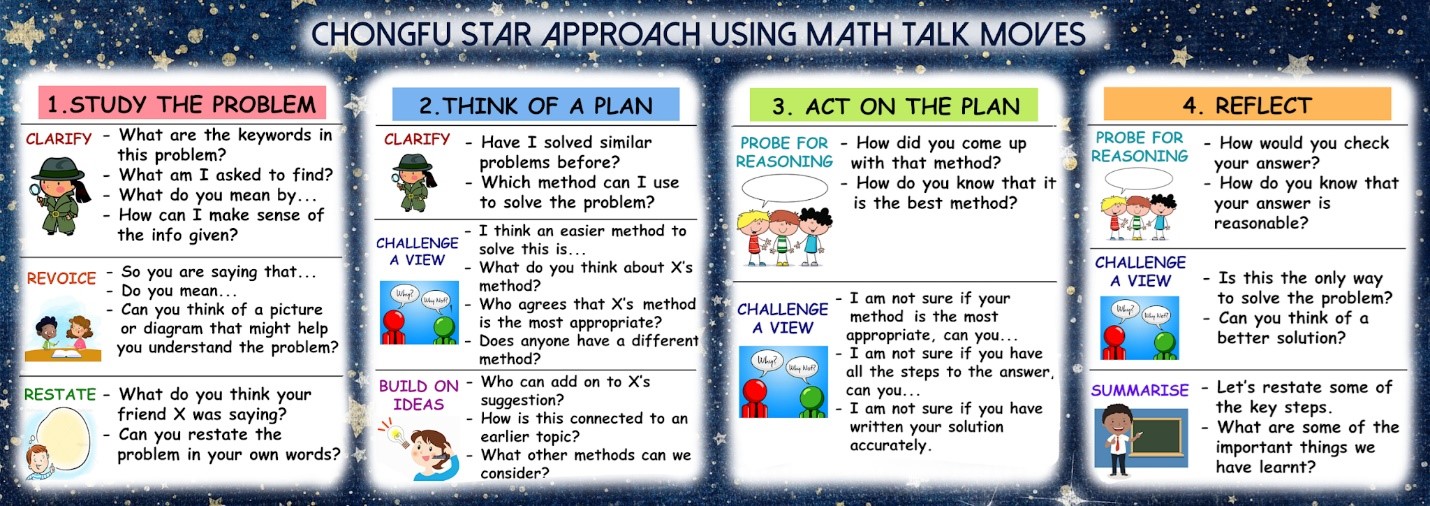 CHONGFU STAR APPROACH USING MATH TALK MOVES
1.STUDY THE PROBLEM
CLARIFY
- What are the keywords in
this problem?
- What am I asked to find?
- What do you mean by...
- How can I make sense of
the info given?
REVOICE
- So you are saying that...
- Do you mean...
- Can you think of a picture
or diagram that might help
you understand the problem?
RESTATE
- What do you think your
friend X was saying?
- Can you restate the
problem in your own words?
2.THINK OF A PLAN
CLARIFY
- Have I solved similar
problems before?
- Which method can I use
to solve the problem?
CHALLENGE
A VIEW
Why?
Why Not?
- I think an easier method to
solve this is...
- What do you think about X's
method?
- Who agrees that X's method
is the most appropriate?
- Does anyone have a different
method?
BUILD ON
IDEAS
- Who can add on to X's
suggestion?
- How is this connected to an
earlier topic?
- What other methods can we
consider?
3. ACT ON THE PLAN
PROBE FOR
REASONING
- How did you come up
with that method?
- How do you know that it
is the best method?
CHALLENGE
A VIEW
Why?
Why Not?
- I am not sure if your
method is the most
appropriate, can you...
- I am not sure if you have
all the steps to the answer,
can you...
- I am not sure if you have
written your solution
accurately.
4. REFLECT
PROBE FOR
REASONING
- How would you check
your answer?
- How do you know that
your answer is
reasonable?
CHALLENGE
A VIEW
Why?
Why Not?
- Is this the only way
to solve the problem?
- Can you think of a
better solution?
SUMMARISE
- Let's restate some of
the key steps.
- What are some of the
important things we
have learnt?